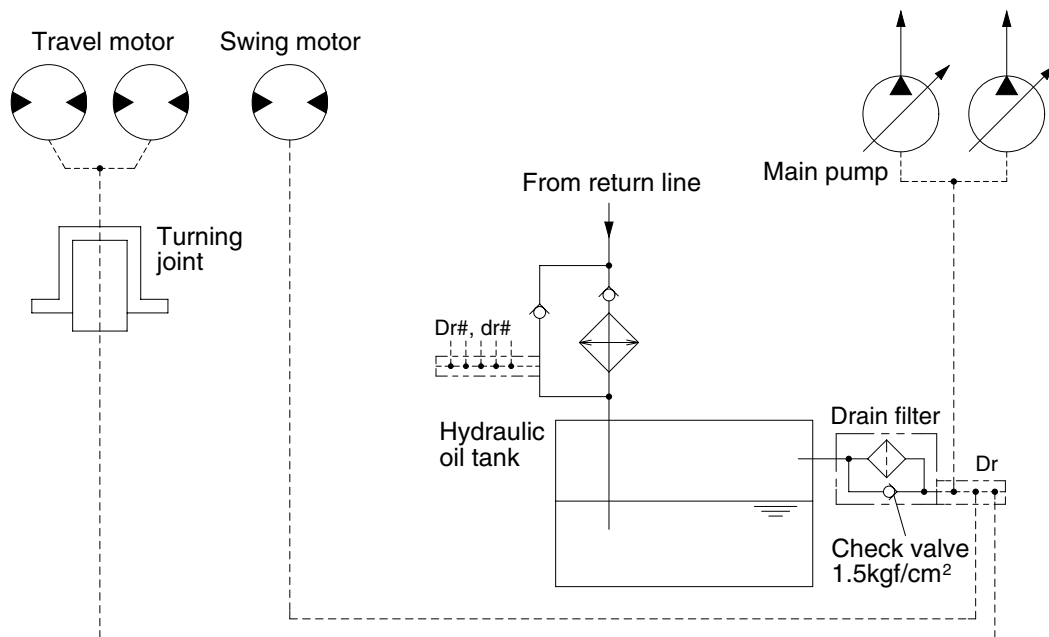 Travel motor
Swing motor
Main pump
From return line
Turning
joint
Dr#, dr#
Hydraulic
oil tank
Drain filter
Dr
Check valve
1.5kgf/cm²